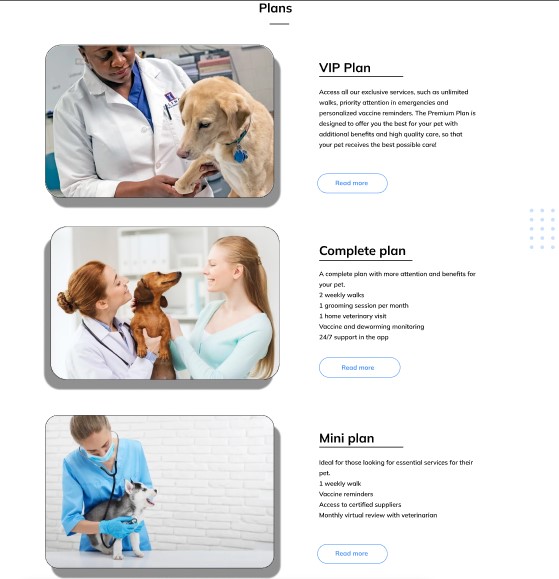 Plans
VIP Plan
Access all our exclusive services, such as unlimited
walks, priority attention in emergencies and
personalized vaccine reminders. The Premium Plan is
designed to offer you the best for your pet with
additional benefits and high quality care, so that
your pet receives the best possible care!
Read more
Complete plan
A complete plan with more attention and benefits for
your pet.
2 weekly walks
1 grooming session per month
1 home veterinary visit
Vaccine and deworming monitoring
24/7 support in the app
Read more
Mini plan
Ideal for those looking for essential services for their
pet.
1 weekly walk
Vaccine reminders
Access to certified suppliers
Monthly virtual review with veterinarian
Read more